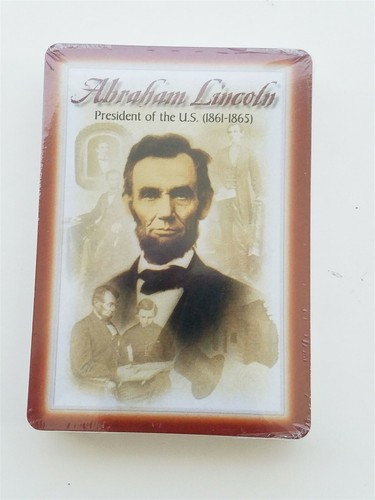 Abraham Lincoln
President of the U.S. (1861-1865)